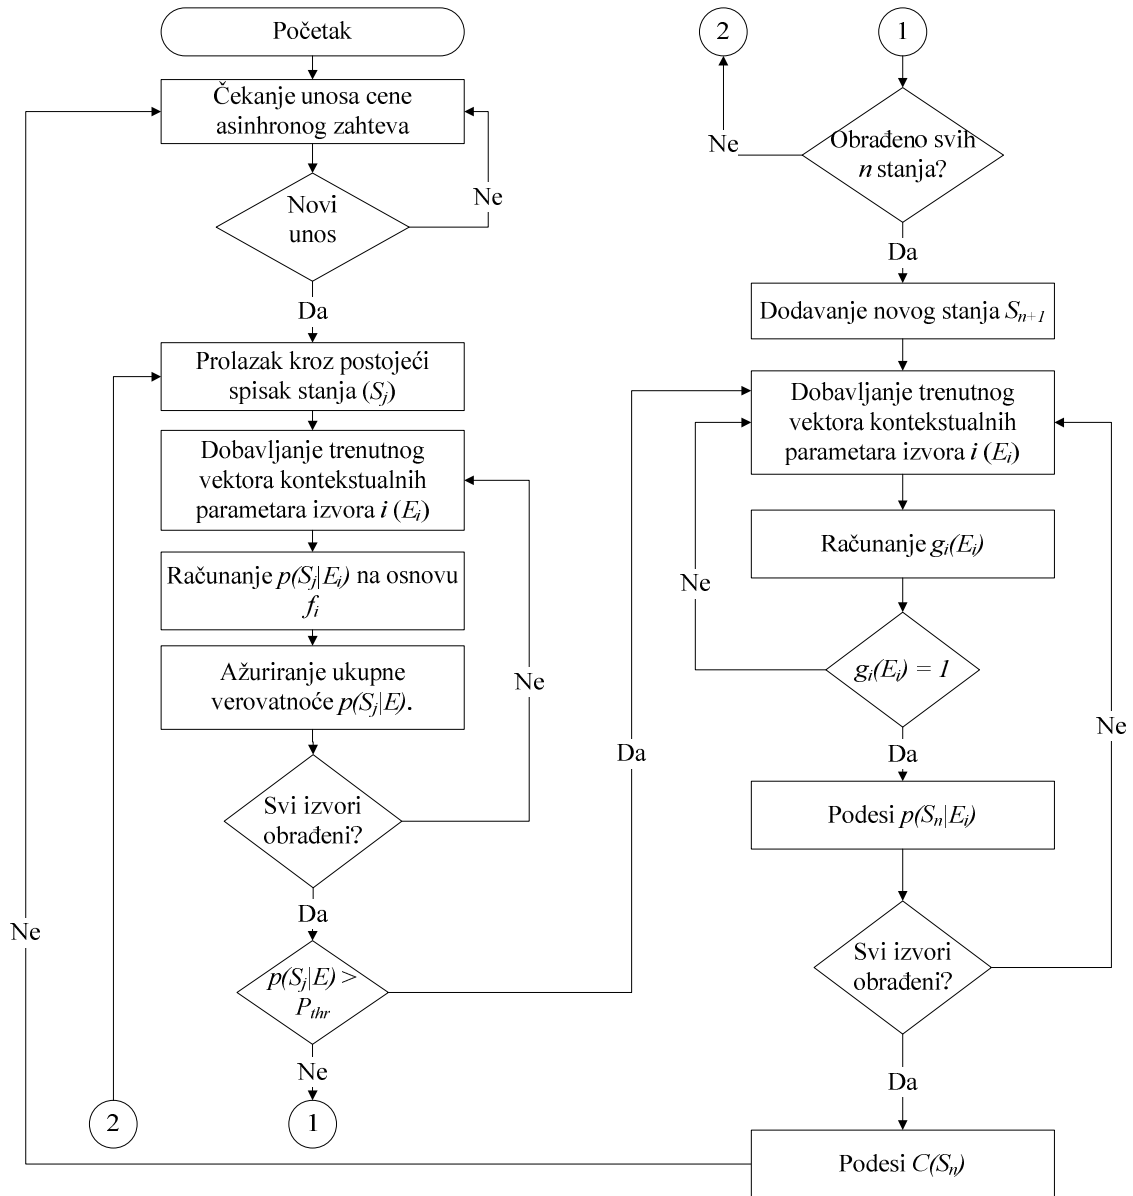 Početak
Čekanje unosa cene
asinhronog zahteva
Ne
Novi
unos
Da
Prolazak kroz postojeći
spisak stanja (Sj)
Dobavljanje trenutnog
vektora kontekstualnih
parametara izvora i (Ei)
Računanje p(Sj|Ei) na osnovu
fi
Ažuriranje ukupne
verovatnoće p(Sj|E).
Ne
Svi izvori
obrađeni?
Da
Ne
p(Sj|E) >
Pthr
Da
Ne
2
1
2
1
Obrađeno svih
n stanja?
Ne
Da
Dodavanje novog stanja Sn+1
Dobavljanje trenutnog
vektora kontekstualnih
parametara izvora i (Ei)
Računanje gi(Ei)
Ne
gi(Ei) = 1
Da
Ne
Podesi p(Sn|Ei)
Svi izvori
obrađeni?
Da
Podesi C(Sn)